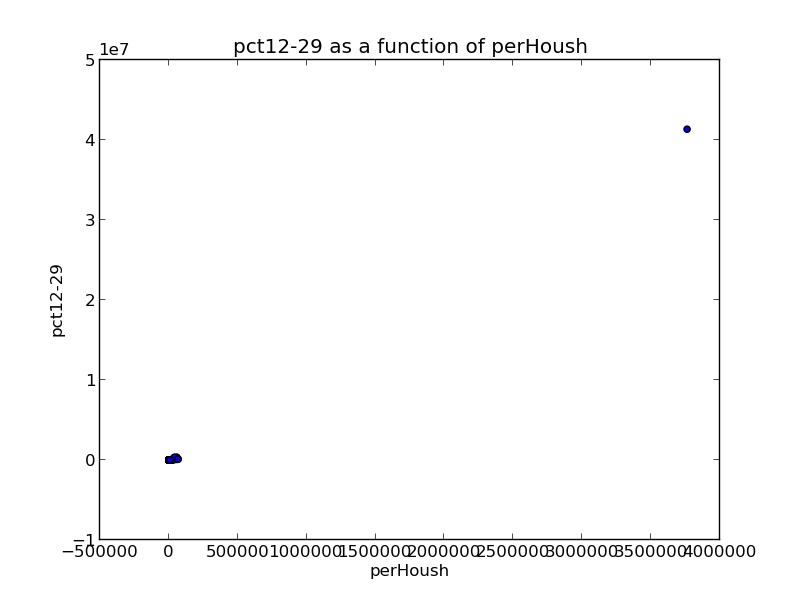 pct12-29 as a function of perHoush
1e7
5
4
3
2
1
0
−1
pct12-29
−500000 0 500000 1000000 1500000 2000000 2500000 3000000 3500000 4000000
perHoush